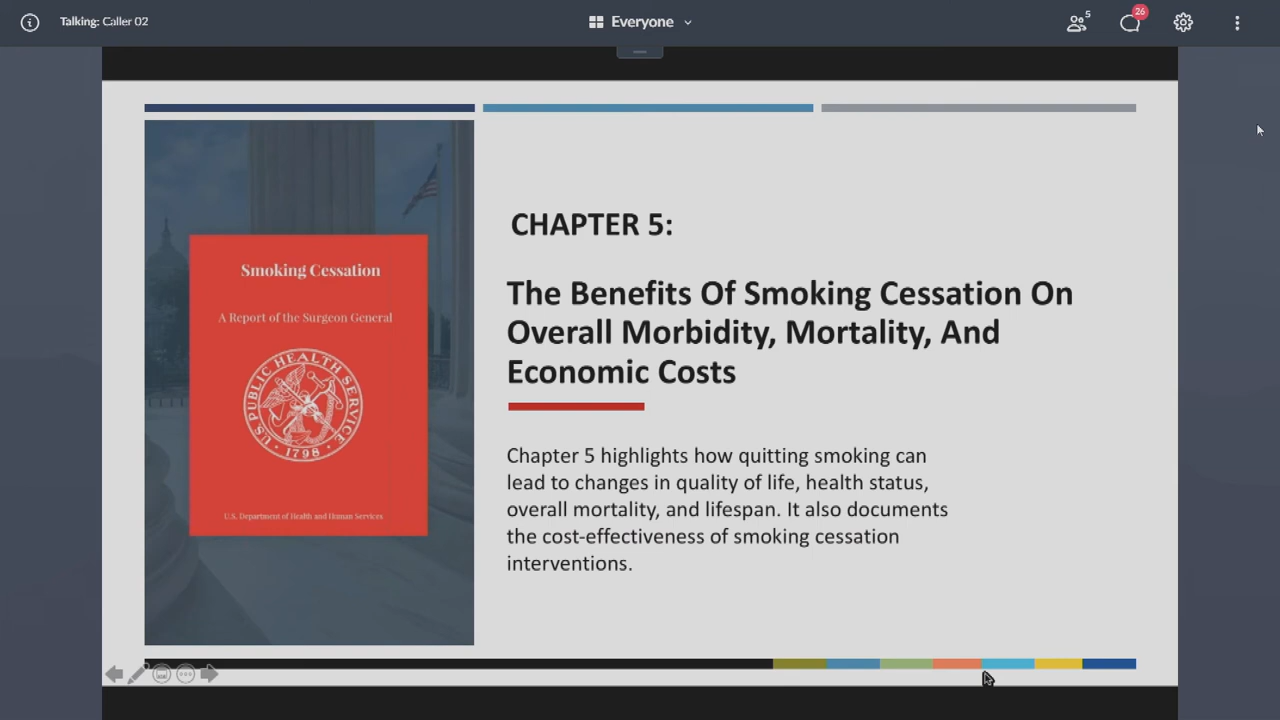 Talking: Caller 02
Everyone
5
26
Smoking Cessation
A Report of the Surgeon General
U.S. PUBLIC HEALTH SERVICE
1798
U.S. Department of Health and Human Services
CHAPTER 5:
The Benefits Of Smoking Cessation On
Overall Morbidity, Mortality, And
Economic Costs
Chapter 5 highlights how quitting smoking can
lead to changes in quality of life, health status,
overall mortality, and lifespan. It also documents
the cost-effectiveness of smoking cessation
interventions.